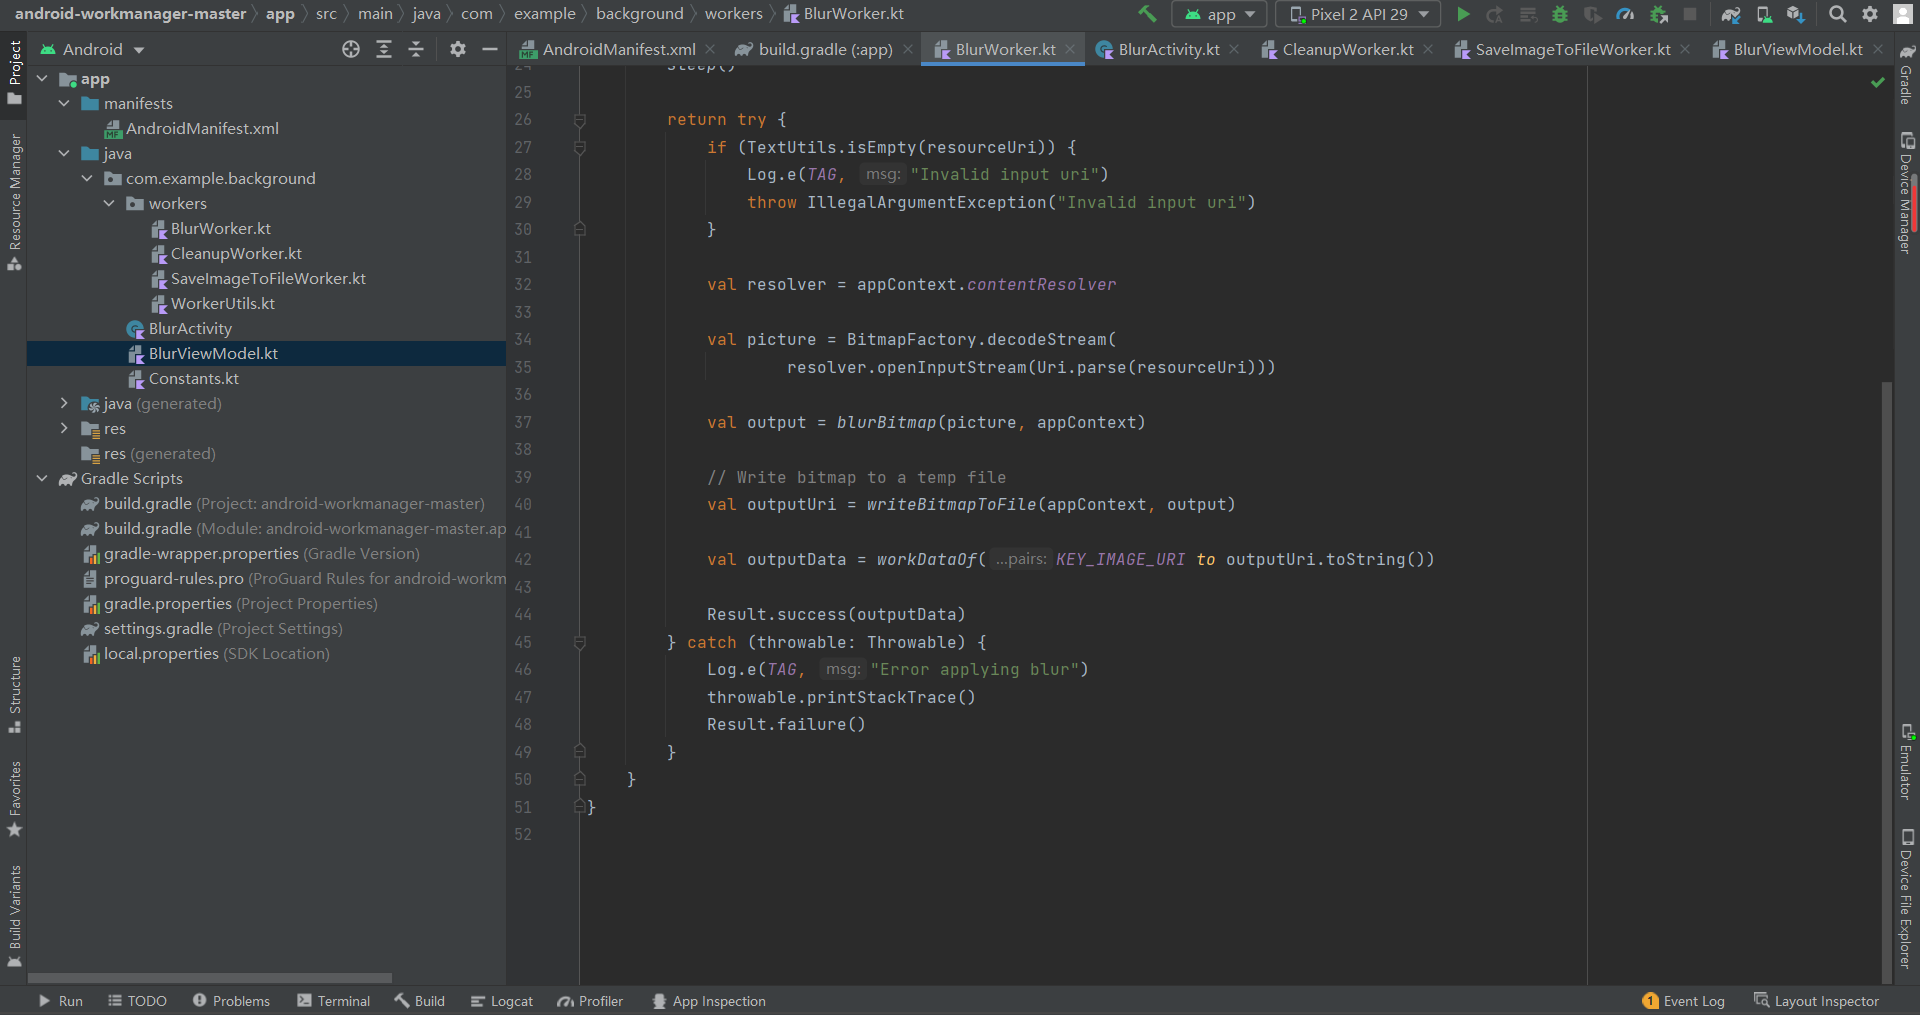 android-workmanager-master app src main java com example background workers BlurWorker.kt
app
Pixel 2 API 29
Android
AndroidManifest.xml
build.gradle (:app)
BlurWorker.kt
BlurActivity.kt
CleanupWorker.kt
SaveImageToFileWorker.kt
BlurViewModel.kt
Project
Resource Manager
Structure
Favorites
Build Variants
app
manifests
AndroidManifest.xml
java
com.example.background
workers
BlurWorker.kt
CleanupWorker.kt
SaveImageToFileWorker.kt
WorkerUtils.kt
BlurActivity
BlurViewModel.kt
Constants.kt
java (generated)
res
res (generated)
Gradle Scripts
build.gradle (Project: android-workmanager-master)
build.gradle (Module: android-workmanager-master.ap
gradle-wrapper.properties (Gradle Version)
proguard-rules.pro (ProGuard Rules for android-workm
gradle.properties (Project Properties)
settings.gradle (Project Settings)
local.properties (SDK Location)
24 sleep()
25
26 return try {
27 if (TextUtils.isEmpty(resourceUri)) {
28 Log.e(TAG, msg: "Invalid input uri")
29 throw IllegalArgumentException("Invalid input uri")
30 }
31
32 val resolver = appContext.contentResolver
33
34 val picture = BitmapFactory.decodeStream(
35 resolver.openInputStream(Uri.parse(resourceUri)))
36
37 val output = blurBitmap(picture, appContext)
38
39 // Write bitmap to a temp file
40 val outputUri = writeBitmapToFile(appContext, output)
41
42 val outputData = workDataOf( ...pairs: KEY_IMAGE_URI to outputUri.toString())
43
44 Result.success(outputData)
45 } catch (throwable: Throwable) {
46 Log.e(TAG, msg: "Error applying blur")
47 throwable.printStackTrace()
48 Result.failure()
49 }
50 }
51 }
52
Gradle
Device Manager
Emulator
Device File Explorer
Run
TODO
Problems
Terminal
Build
Logcat
Profiler
App Inspection
1 Event Log
Layout Inspector